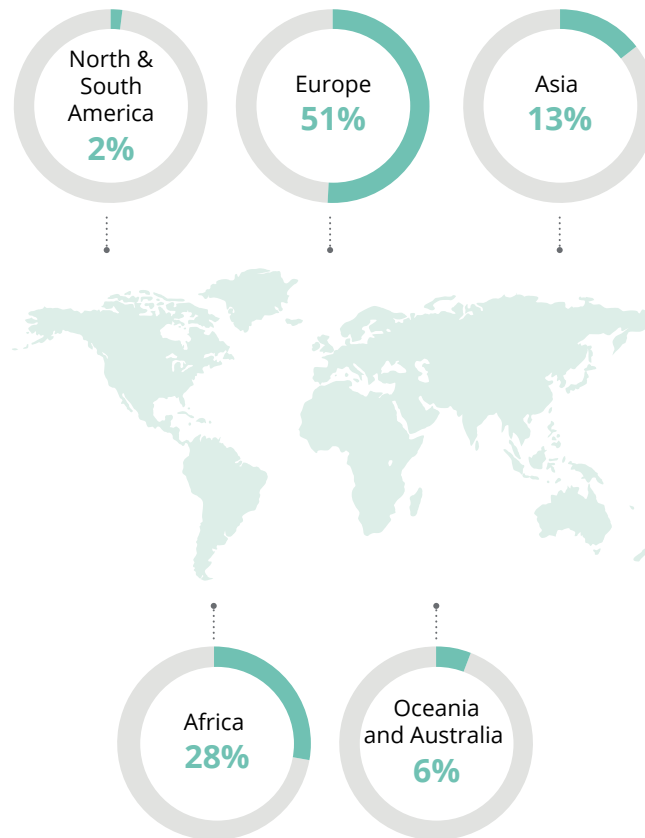 North &
South
America
2%
Europe
51%
Asia
13%
Africa
28%
Oceania
and Australia
6%